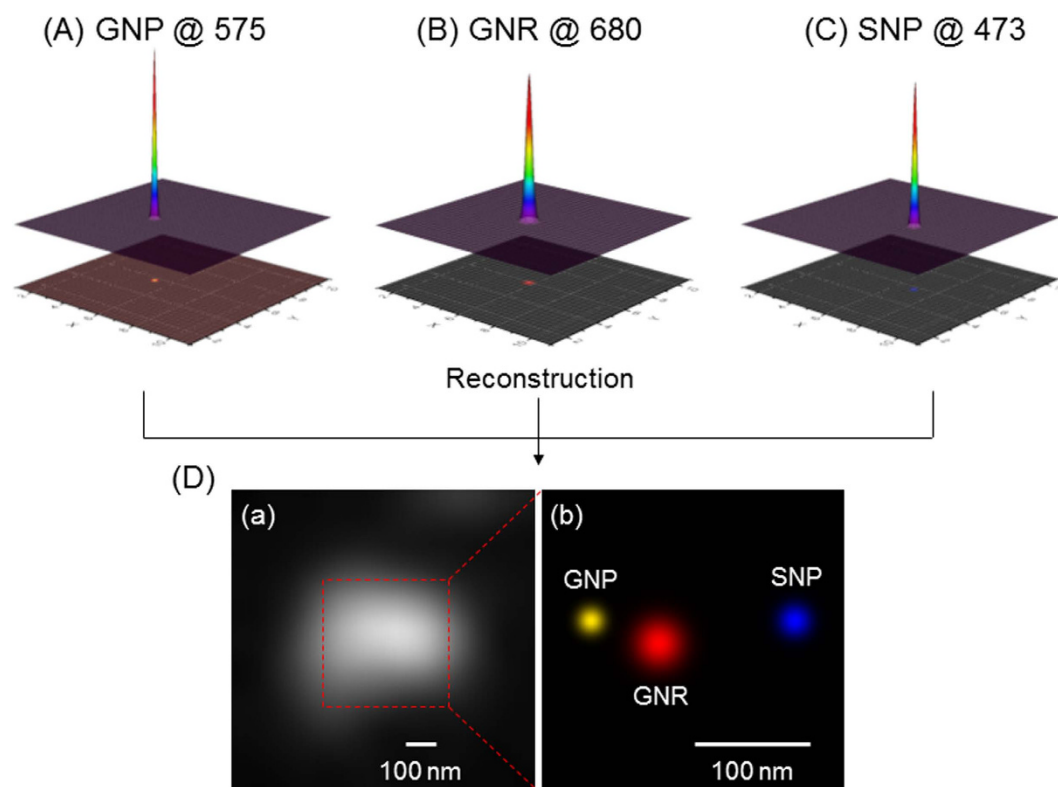 (A) GNP @ 575
(B) GNR @ 680
(C) SNP @ 473
X
Y
X
Y
X
Y
Reconstruction
(D)
(a)
100 nm
(b)
GNP
SNP
GNR
100 nm